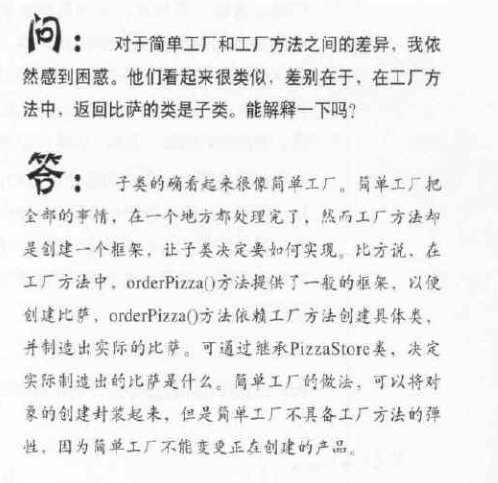 问： 对于简单工厂和工厂方法之间的差异，我依
然感到困惑。他们看起来很类似，差别在于，在工厂方
法中，返回比萨的类是子类。能解释一下吗？
答： 子类的确看起来很像简单工厂。简单工厂把
全部的事情，在一个地方都处理完了，然而工厂方法却
是创建一个框架，让子类决定要如何实现。比方说，在
工厂方法中，orderPizza()方法提供了一般的框架，以便
创建比萨，orderPizza()方法依赖工厂方法创建具体类，
并制造出实际的比萨。可通过继承PizzaStore类，决定
实际制造出的比萨是什么。简单工厂的做法，可以将对
象的创建封装起来，但是简单工厂不具备工厂方法的弹
性，因为简单工厂不能变更正在创建的产品。